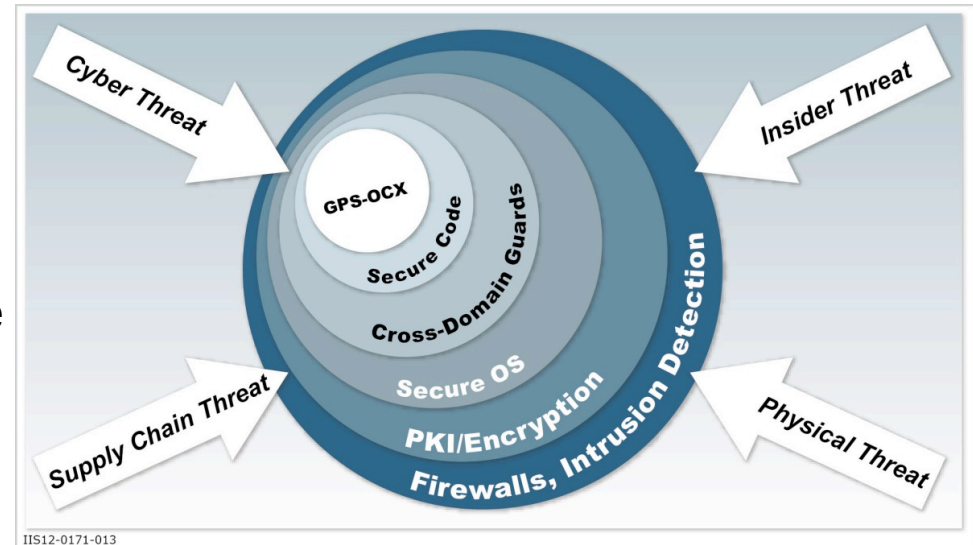 Cyber Threat
Insider Threat
GPS-OCX
Secure Code
Cross-Domain Guards
Secure OS
PKI/Encryption
Firewalls, Intrusion Detection
Supply Chain Threat
Physical Threat
IIS12-0171-013